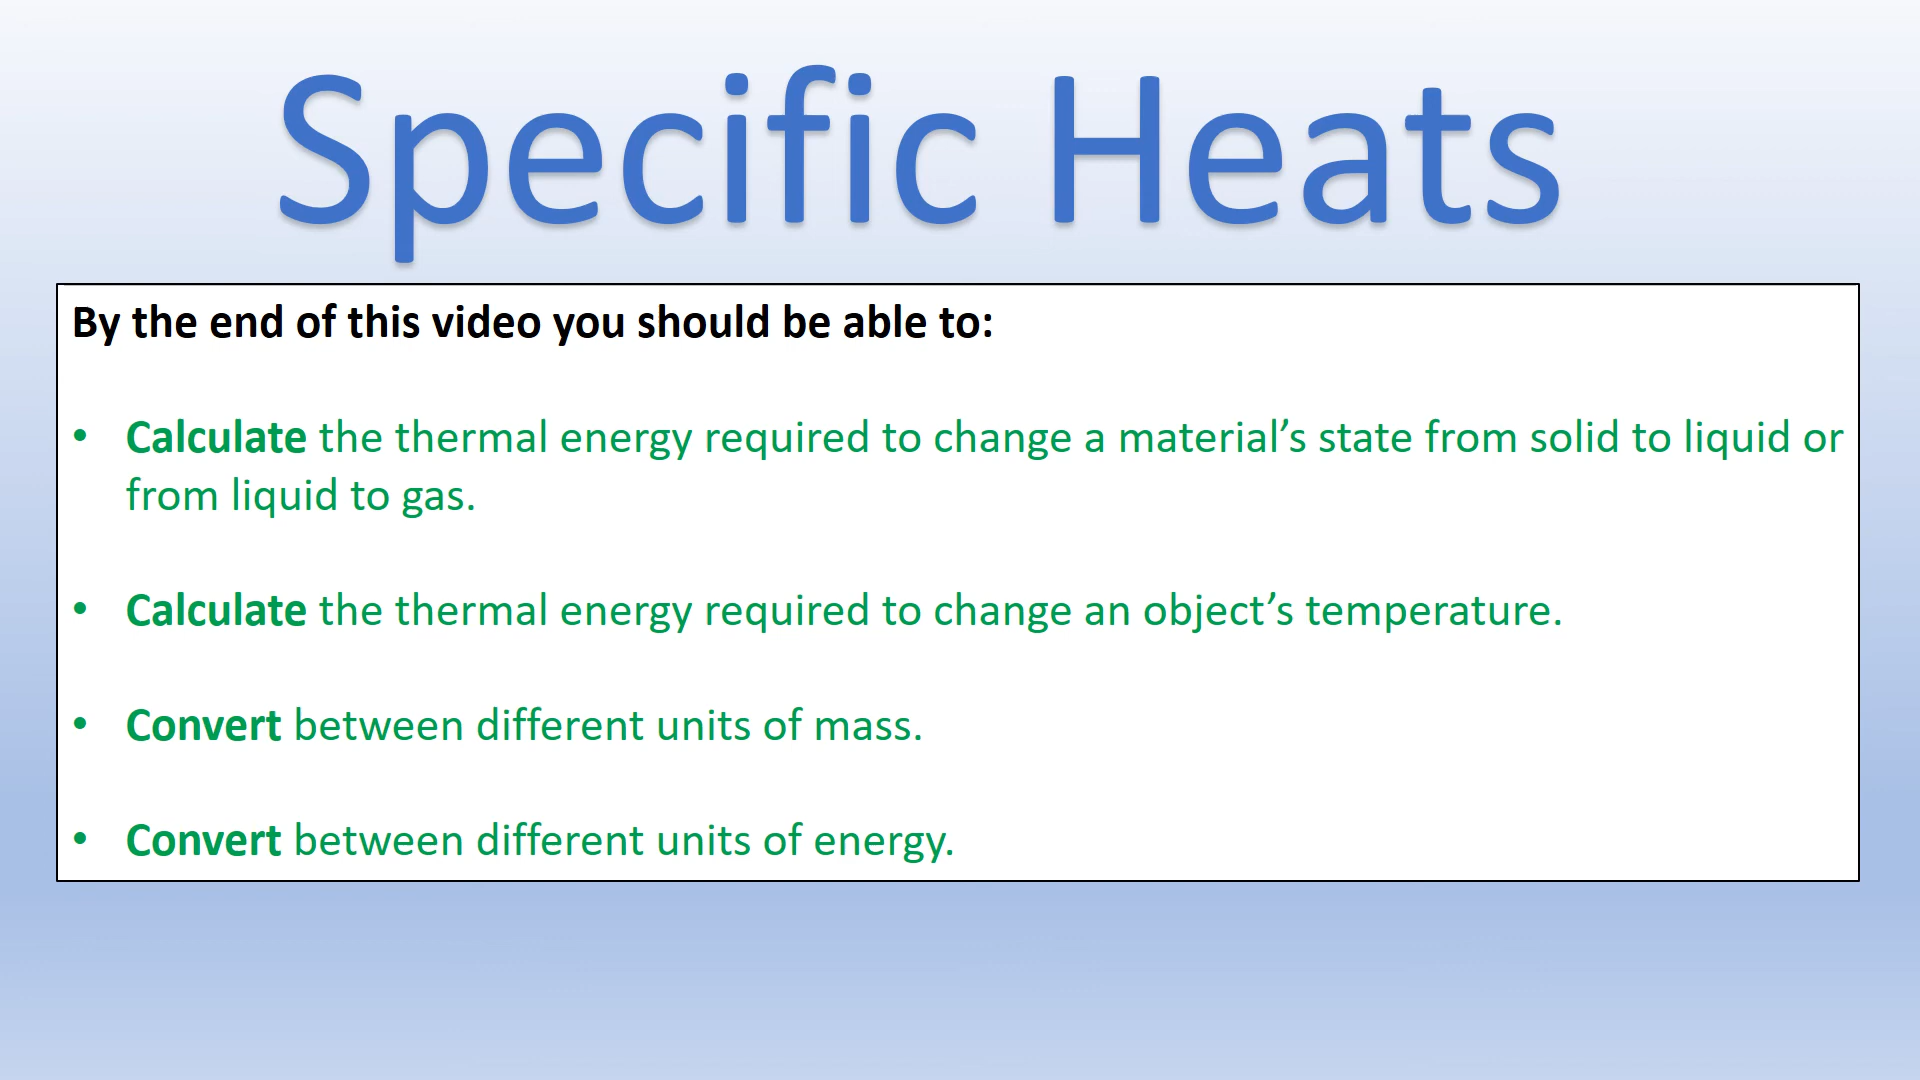 Specific Heats
By the end of this video you should be able to:
• Calculate the thermal energy required to change a material’s state from solid to liquid or
from liquid to gas.
• Calculate the thermal energy required to change an object’s temperature.
• Convert between different units of mass.
• Convert between different units of energy.